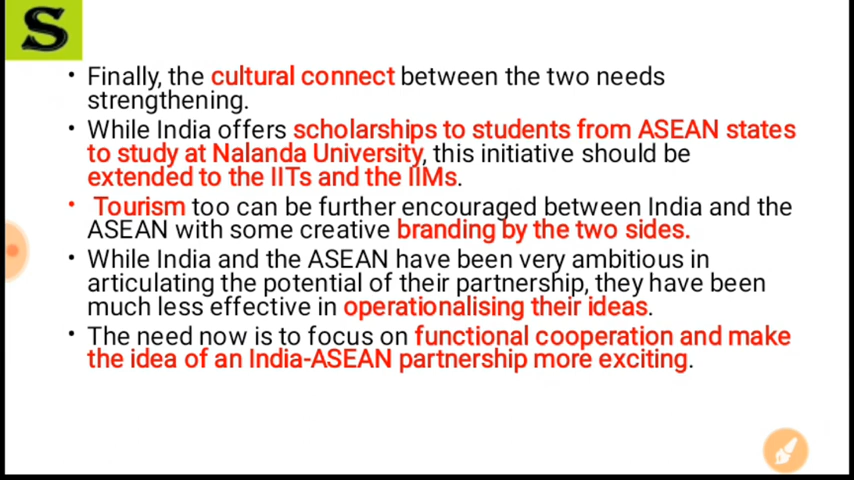 S
• Finally, the cultural connect between the two needs
strengthening.
• While India offers scholarships to students from ASEAN states
to study at Nalanda University, this initiative should be
extended to the IITs and the IIMs.
• Tourism too can be further encouraged between India and the
ASEAN with some creative branding by the two sides.
• While India and the ASEAN have been very ambitious in
articulating the potential of their partnership, they have been
much less effective in operationalising their ideas.
• The need now is to focus on functional cooperation and make
the idea of an India-ASEAN partnership more exciting.